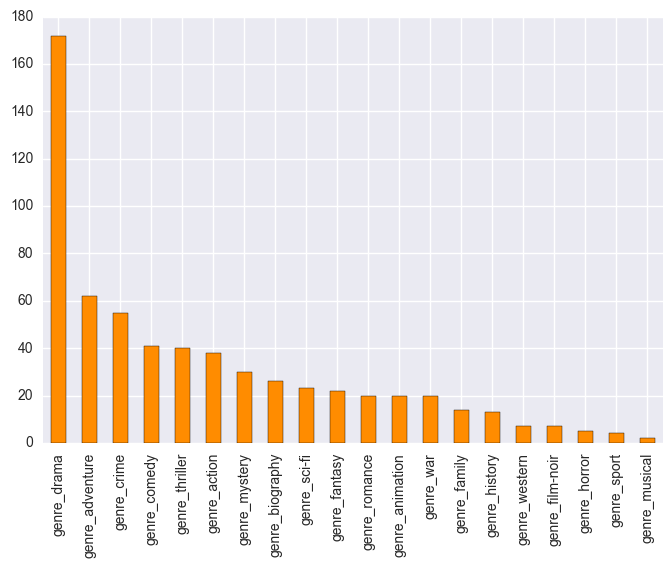 180
160
140
120
100
80
60
40
20
0
genre_drama
genre_adventure
genre_crime
genre_comedy
genre_thriller
genre_action
genre_mystery
genre_biography
genre_sci-fi
genre_fantasy
genre_romance
genre_animation
genre_war
genre_family
genre_history
genre_western
genre_film-noir
genre_horror
genre_sport
genre_musical